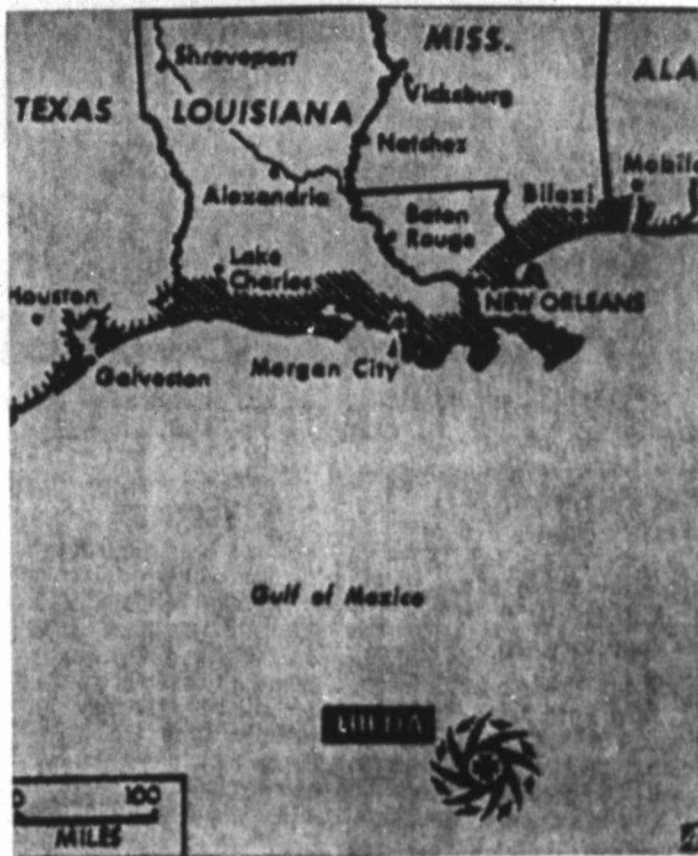 MISS.
ALA
Shreveport
Vicksburg
TEXAS
LOUISIANA
Natchez
Mobile
Alexandria
Biloxi
Baton
Rouge
Lake
Charles
Houston
NEW ORLEANS
Galveston
Morgan City
Gulf of Mexico
0 100
MILES